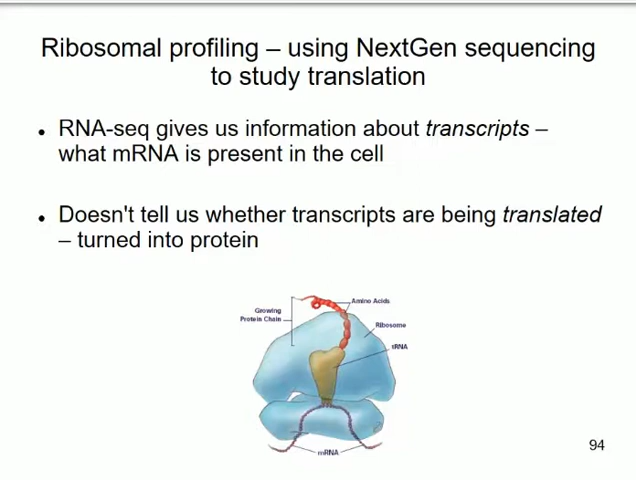 Ribosomal profiling – using NextGen sequencing
to study translation
• RNA-seq gives us information about transcripts –
what mRNA is present in the cell
• Doesn't tell us whether transcripts are being translated
– turned into protein
Amino Acids
Growing
Protein Chain
Ribosome
tRNA
mRNA
94